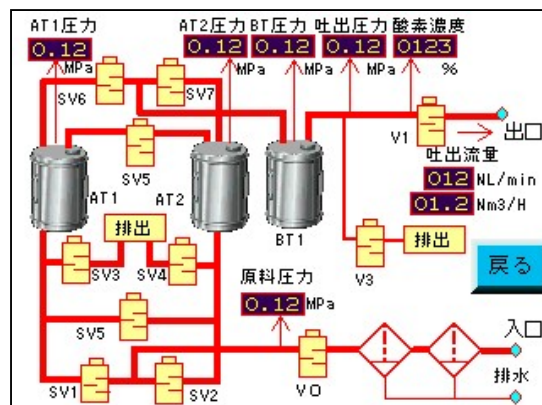 AT1圧力 AT2圧力 BT圧力 吐出圧力 酸素濃度
0.12 MPa 0.12 MPa 0.12 MPa 0.12 MPa 0123 %
SV6 SV7
V1 出口
SV5
吐出流量
AT1 AT2 BT1
012 NL/min
01.2 Nm3/H
排出
SV3 SV4
V3 排出
戻る
原料圧力
0.12 MPa
SV5
入口
SV1 SV2 V0
排水